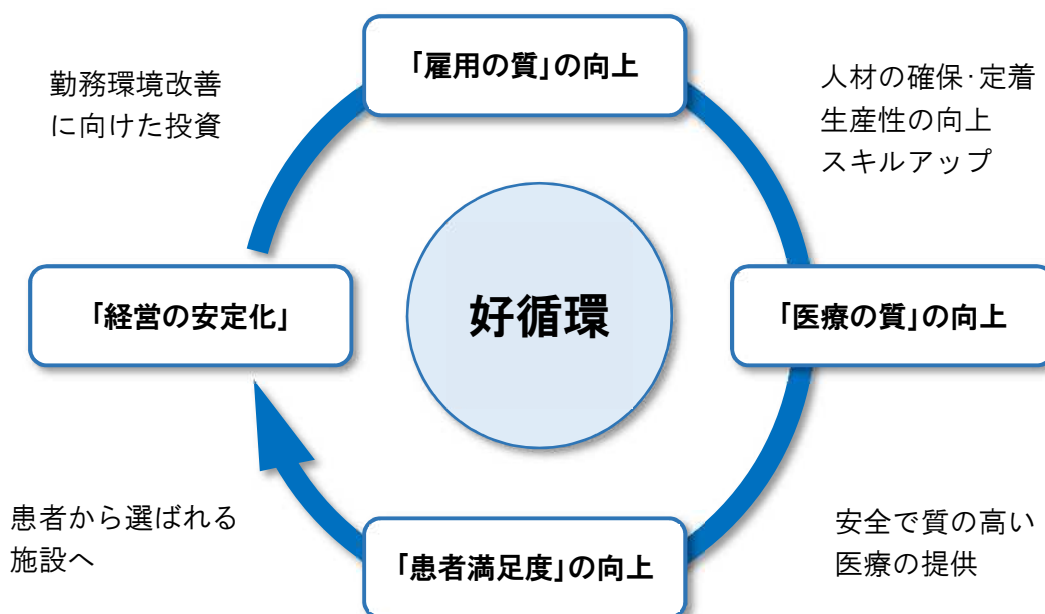 「雇用の質」の向上
勤務環境改善
に向けた投資
人材の確保・定着
生産性の向上
スキルアップ
「経営の安定化」
好循環
「医療の質」の向上
患者から選ばれる
施設へ
「患者満足度」の向上
安全で質の高い
医療の提供